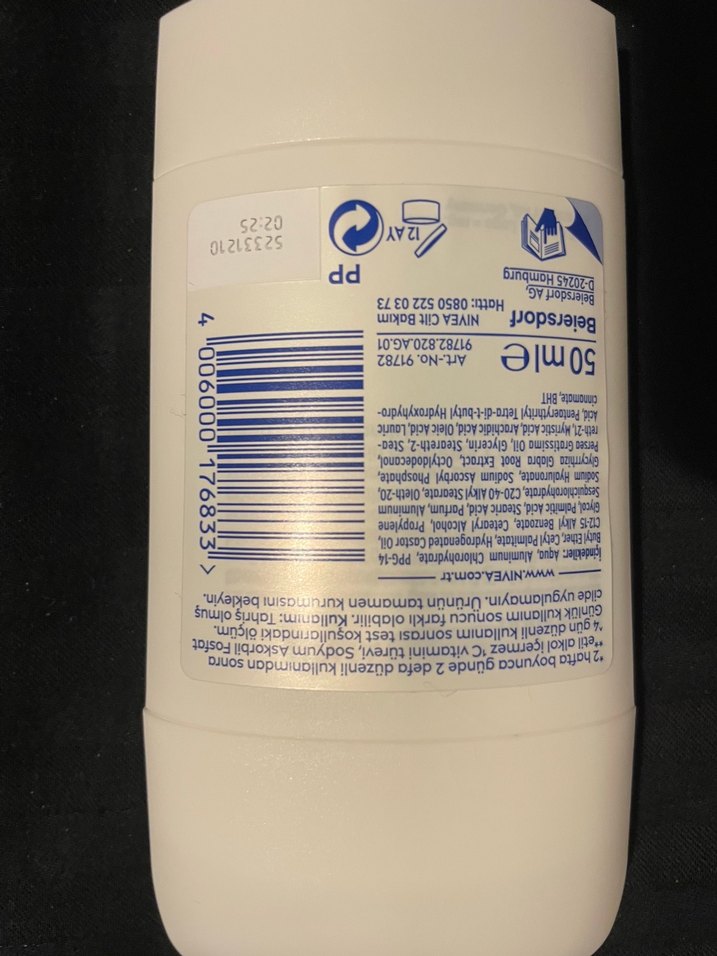 *2 hafta boyunca günde 2 defa düzenli kullanımdan sonra
**etil alkol içermez °C vitamini türevi, Sodyum Askorbil Fosfat
^4 gün düzenli kullanım sonrası test koşullarındaki ölçüm.
Günlük kullanım sonucu farklı olabilir. Kullanım: Tahriş olmuş
cilde uygulamayın. Ürünün tamamen kurumasını bekleyin.
www.NIVEA.com.tr
İçindekiler: Aqua, Aluminum Chlorohydrate, PPG-14
Butyl Ether, Cetyl Palmitate, Hydrogenated Castor Oil,
C12-15 Alkyl Benzoate, Cetearyl Alcohol, Propylene
Glycol, Palmitic Acid, Stearic Acid, Parfum, Aluminum
Sesquichlorohydrate, C20-40 Alkyl Stearate, Oleth-20,
Sodium Hyaluronate, Sodium Ascorbyl Phosphate,
Glycyrrhiza Glabra Root Extract, Octyldodecanol,
Persea Gratissima Oil, Glycerin, Steareth-2, Stea-
reth-21, Myristic Acid, Arachidic Acid, Oleic Acid, Lauric
Acid, Pentaerythrityl Tetra-di-t-butyl Hydroxyhydro-
cinnamate, BHT
50 ml e
Art.-No. 91782
91782.820.AG.01
Beiersdorf
Beiersdorf AG,
D-20245 Hamburg
NIVEA Cilt Bakım
Hattı: 0850 522 03 73
12 AY
PP
4 006000 176833 >
52331210
02:25